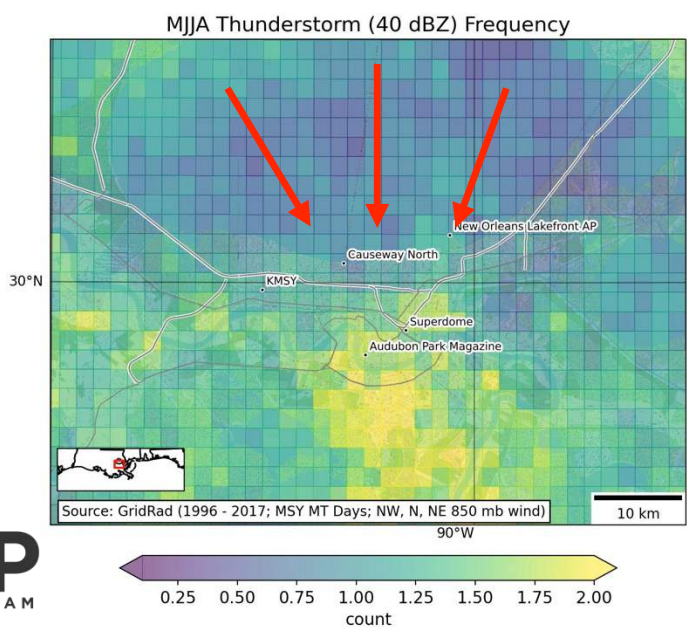 MJJA Thunderstorm (40 dBZ) Frequency
New Orleans Lakefront AP
Causeway North
30°N
KMSY
Superdome
Audubon Park Magazine
Source: GridRad (1996 - 2017; MSY MT Days; NW, N, NE 850 mb wind)
10 km
90°W
P
A M
0.25 0.50 0.75 1.00 1.25 1.50 1.75 2.00
count